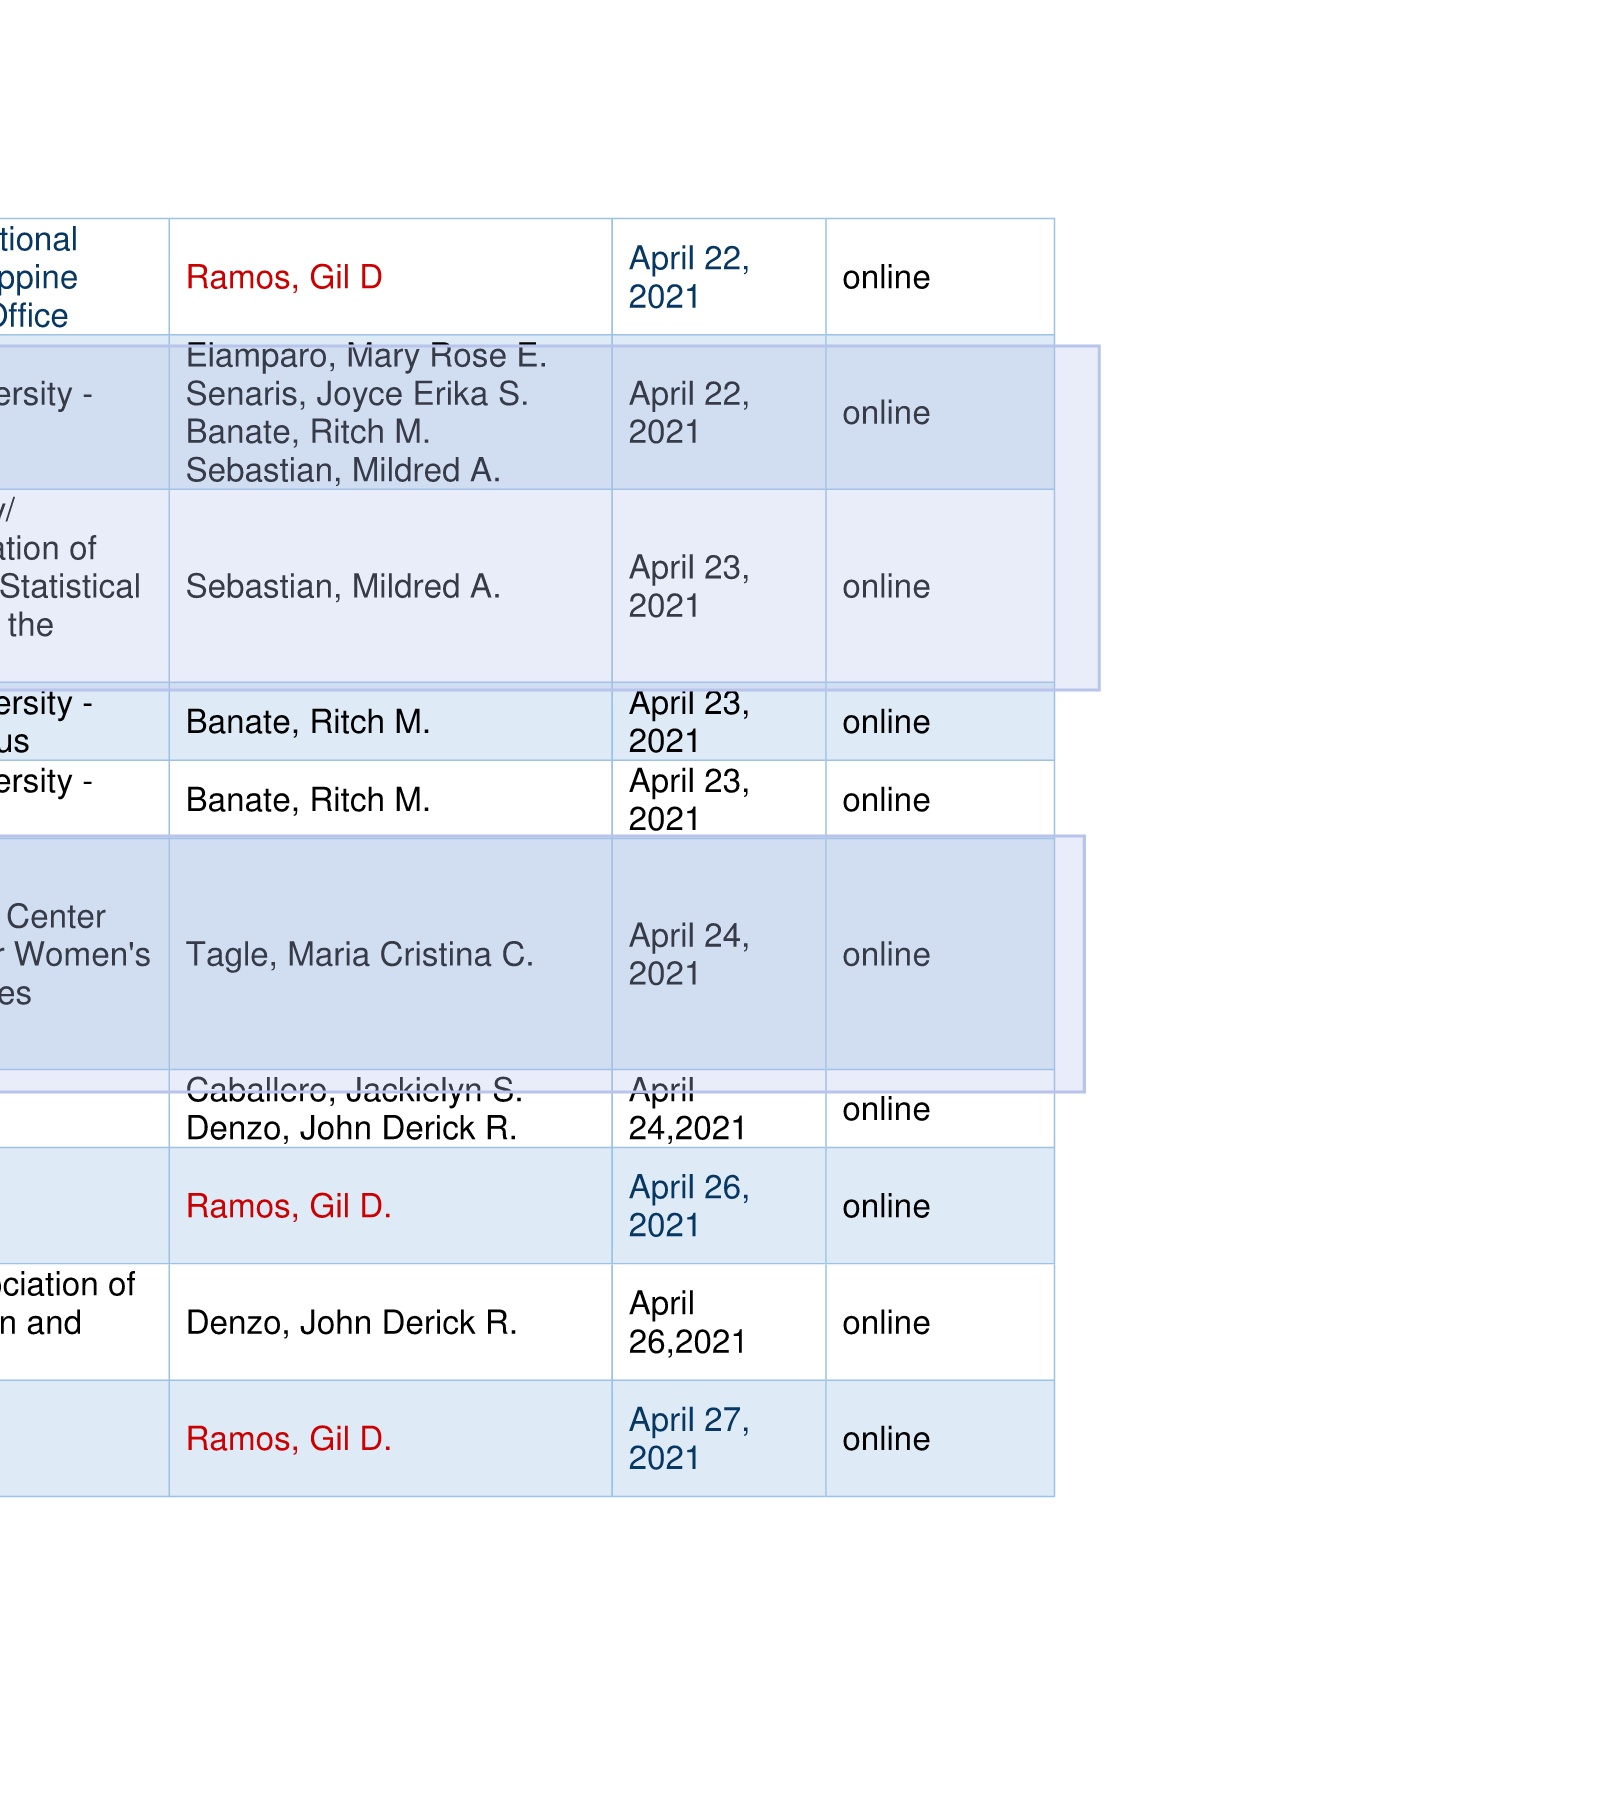 tional
ppine
Office
Ramos, Gil D
April 22,
2021
online
ersity -
Elamparo, Mary Rose E.
Senaris, Joyce Erika S.
Banate, Ritch M.
Sebastian, Mildred A.
April 22,
2021
online
y/
ation of
Statistical
the
Sebastian, Mildred A.
April 23,
2021
online
ersity -
us
Banate, Ritch M.
April 23,
2021
online
ersity -
Banate, Ritch M.
April 23,
2021
online
Center
r Women's
es
Tagle, Maria Cristina C.
April 24,
2021
online
Caballero, Jackielyn S.
Denzo, John Derick R.
April
24,2021
online
Ramos, Gil D.
April 26,
2021
online
ociation of
n and
Denzo, John Derick R.
April
26,2021
online
Ramos, Gil D.
April 27,
2021
online